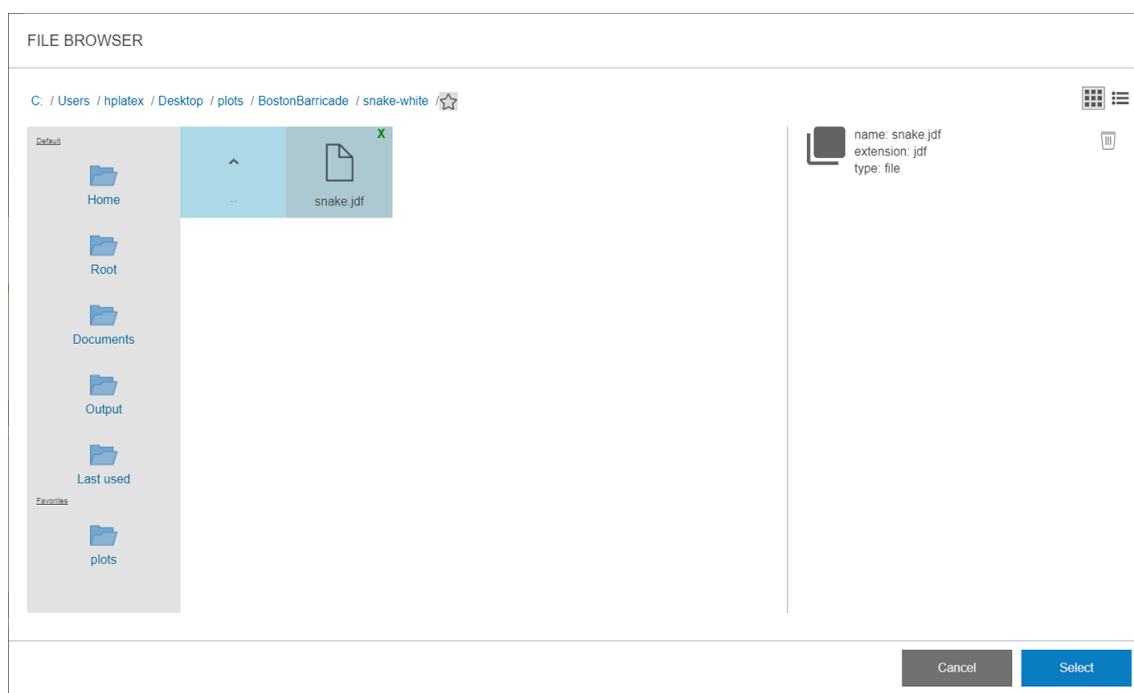 FILE BROWSER
C: / Users / hplatex / Desktop / plots / BostonBarricade / snake-white /
Default
Home
Root
Documents
Output
Last used
Favorites
plots
..
X
snake.jdf
name: snake.jdf
extension: jdf
type: file
Cancel
Select